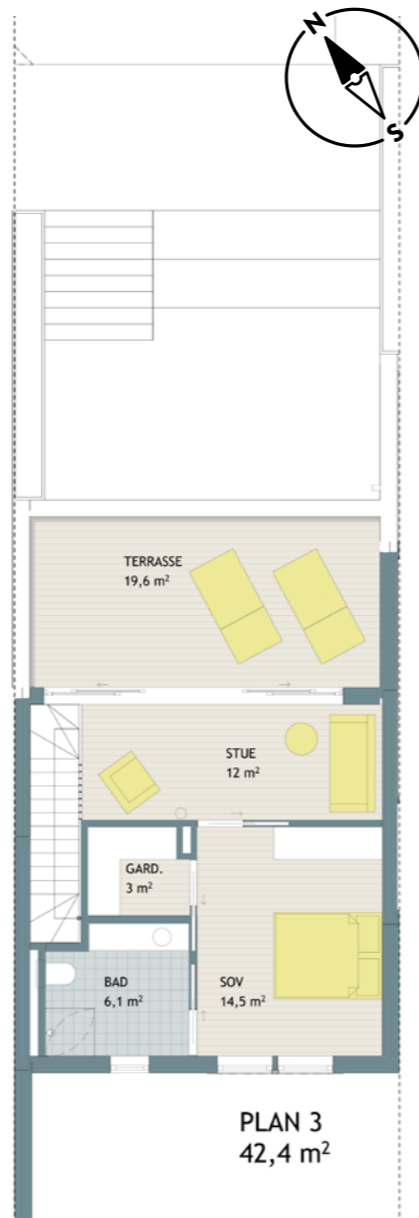 N
S
TERRASSE
19,6 m²
STUE
12 m²
GARD.
3 m²
BAD
6,1 m²
SOV
14,5 m²
PLAN 3
42,4 m²